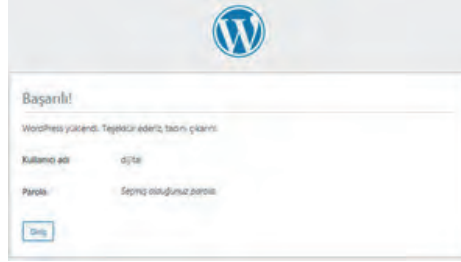 Başarılı!
WordPress yüklendi. Teşekkür ederiz, tadını çıkarın!
Kullanıcı adı dijital
Parola Seçmiş olduğunuz parola.
Giriş